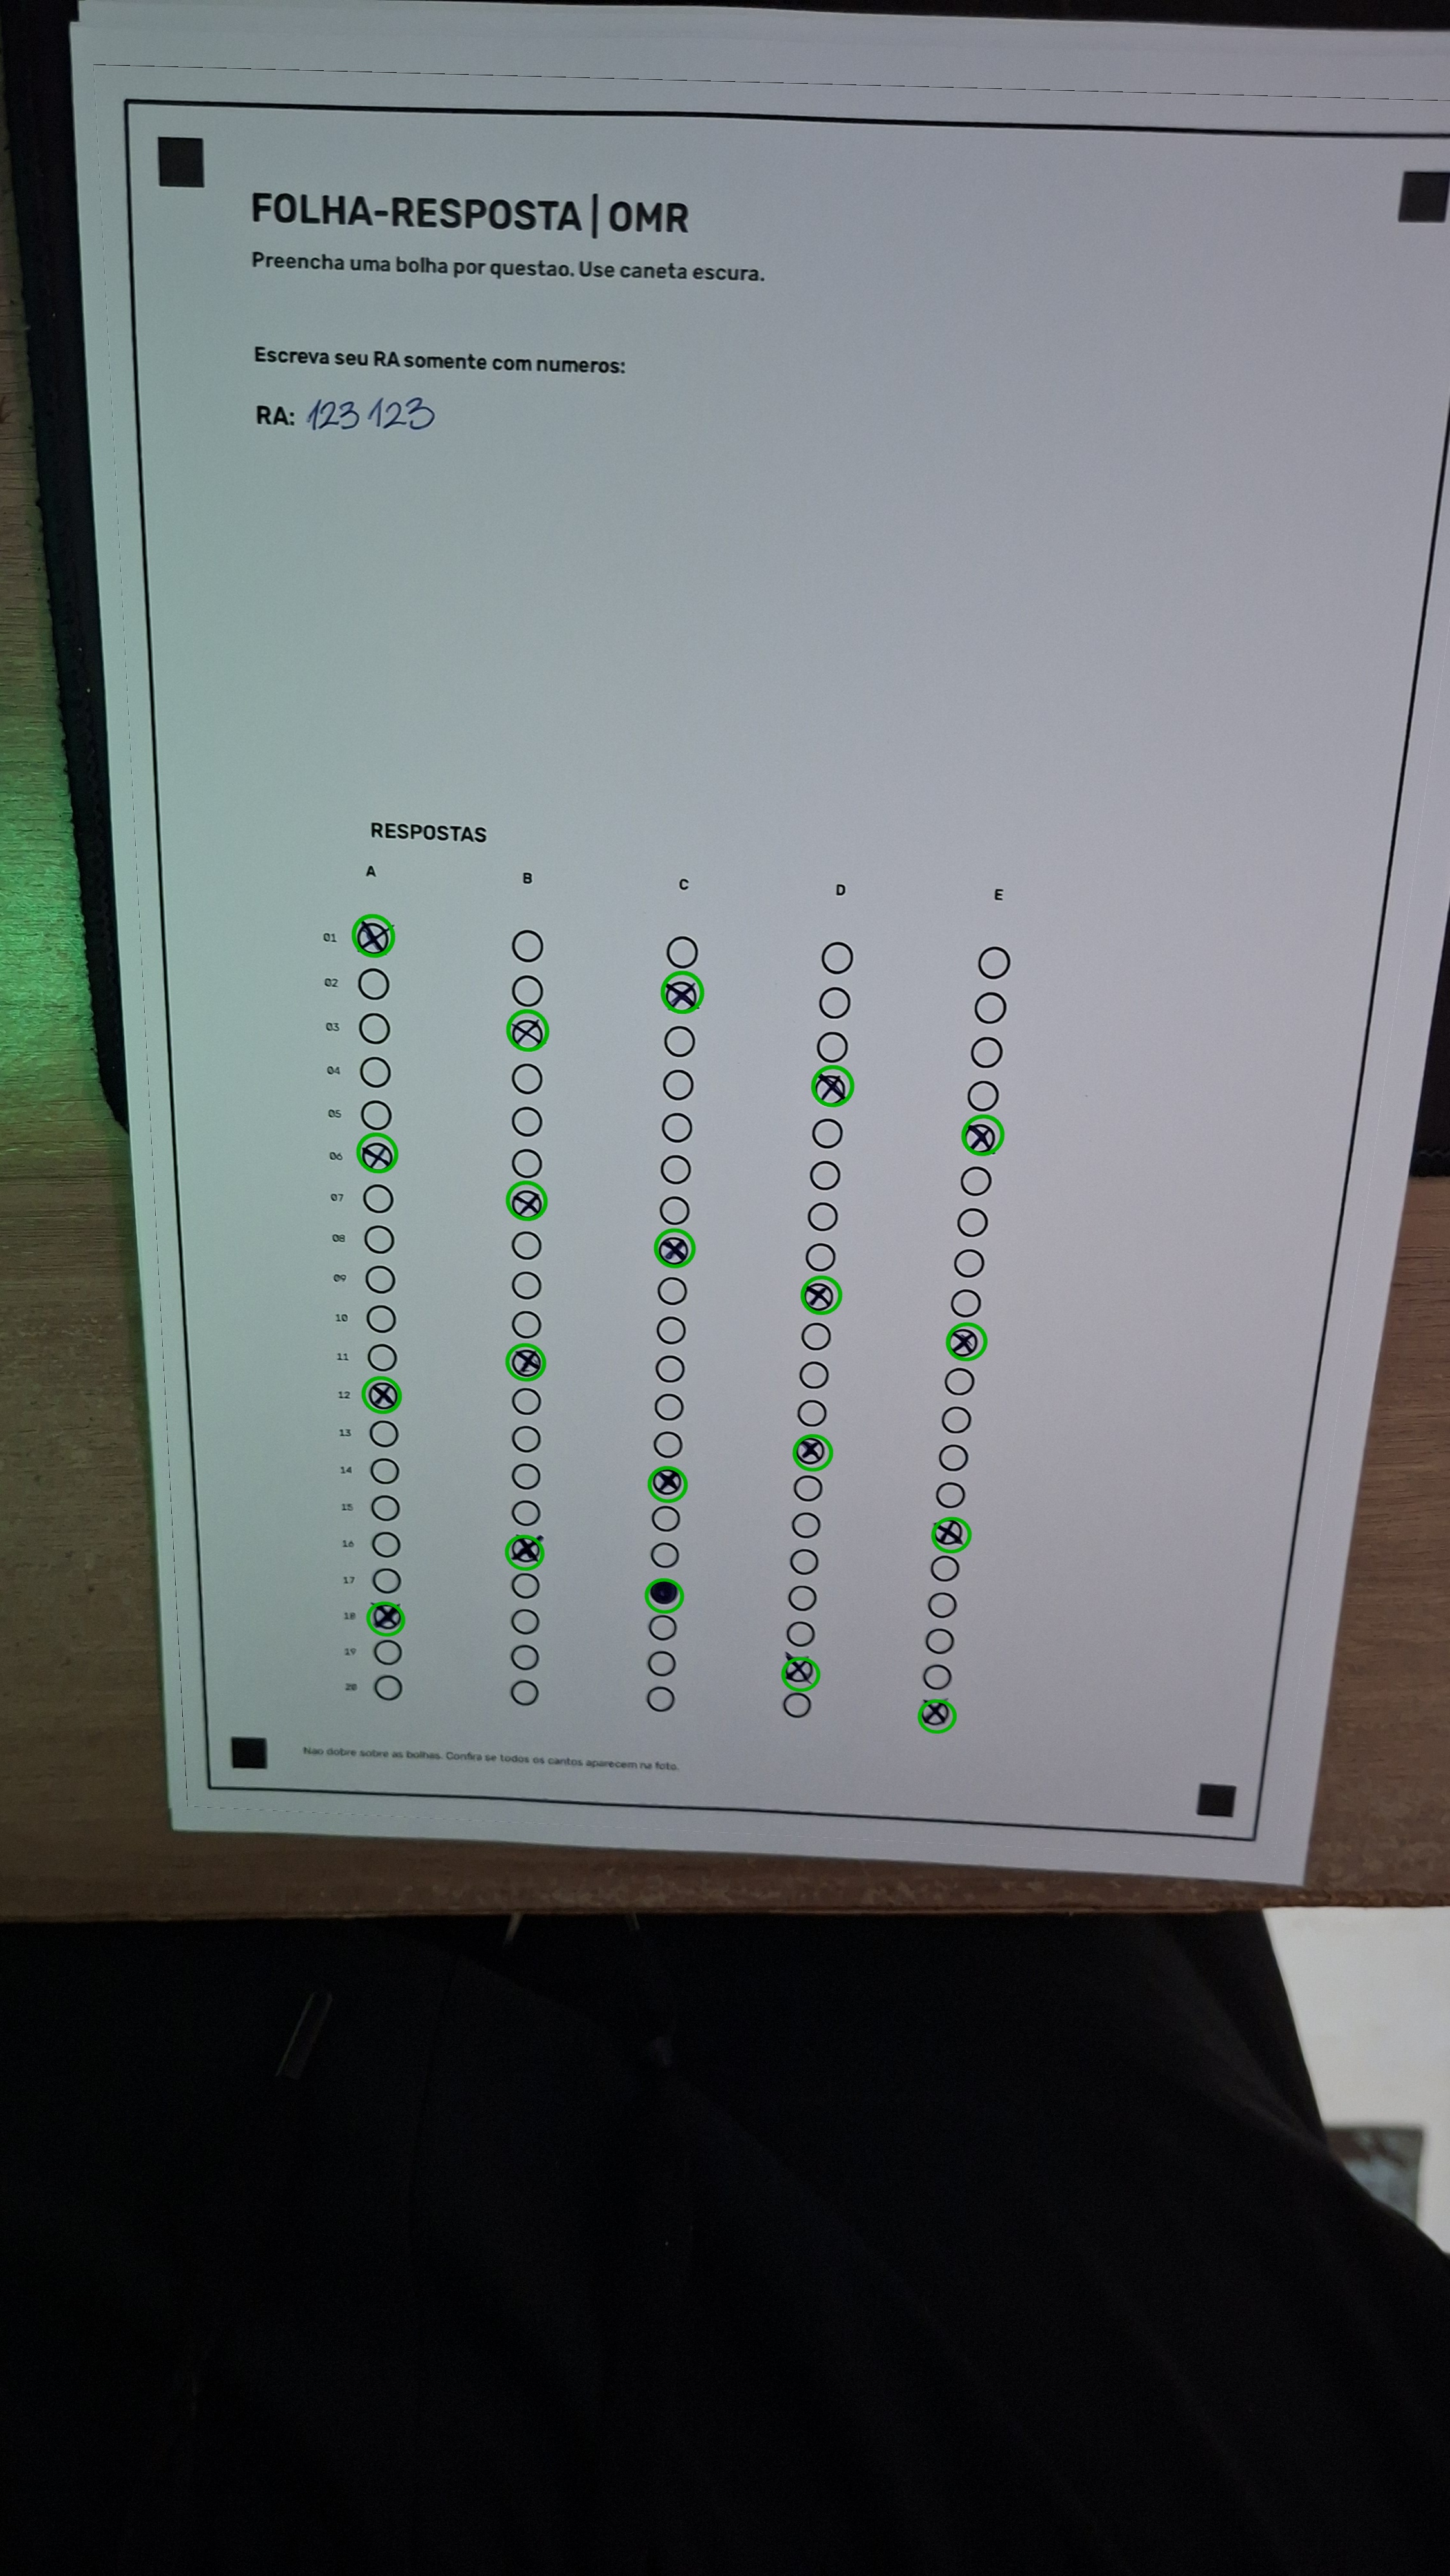 FOLHA-RESPOSTA | OMR
Preencha uma bolha por questao. Use caneta escura.
Escreva seu RA somente com numeros:
RA: 123123
RESPOSTAS
A B C D E
01
02
03
04
05
06
07
08
09
10
11
12
13
14
15
16
17
18
19
20
Nao dobre sobre as bolhas. Confira se todos os cantos aparecem na foto.